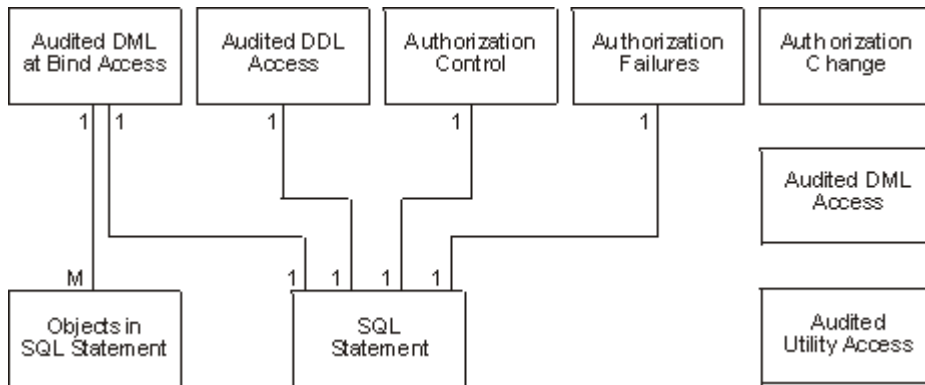 Audited DML
at Bind Access
Audited DDL
Access
Authorization
Control
Authorization
Failures
Authorization
Change
1
1
1
1
1
Audited DML
Access
M
1
1
1
1
Objects in
SQL Statement
SQL
Statement
Audited
Utility Access